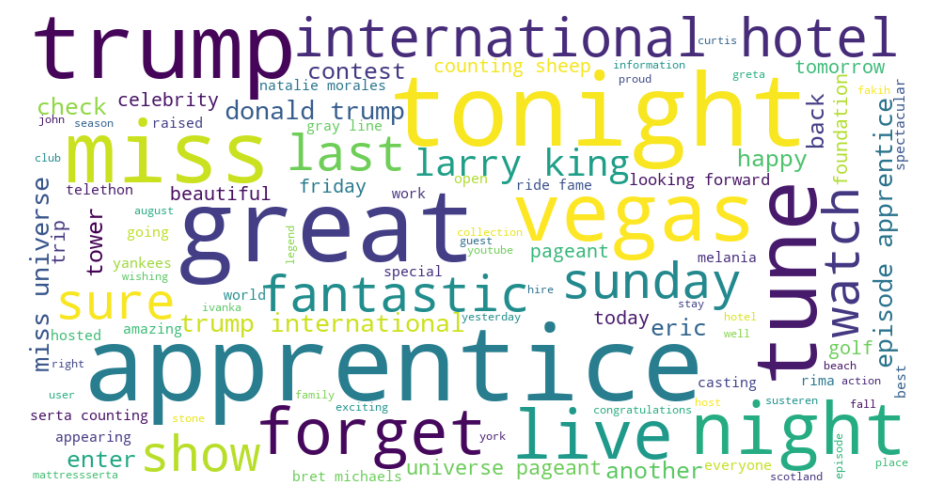 trump
international hotel
curtis
contest
counting sheep
information
proud
greta
tomorrow
natalie morales
check
celebrity
donald trump
tonight
back
foundation
fakih
spectacular
john
season
raised
gray line
miss
last
larry king
happy
club
telethon
beautiful
friday
work
open
ride fame
looking forward
watch
episode apprentice
miss universe
trip
tower
august
going
yankees
wishing
great
legend
collection
guest
youtube
vegas
pageant
melania
tune
special
sunday
sure
world
fantastic
hire
stay
ivanka
hosted
amazing
trump international
yesterday
today
eric
hotel
well
golf
right
apprentice
beach
best
casting
rima
action
user
family
stone
exciting
congratulations
host
susteren
fall
serta counting
appearing
forget
york
live
night
enter
show
mattressserta
bret michaels
universe pageant
another
everyone
scotland
episode
place